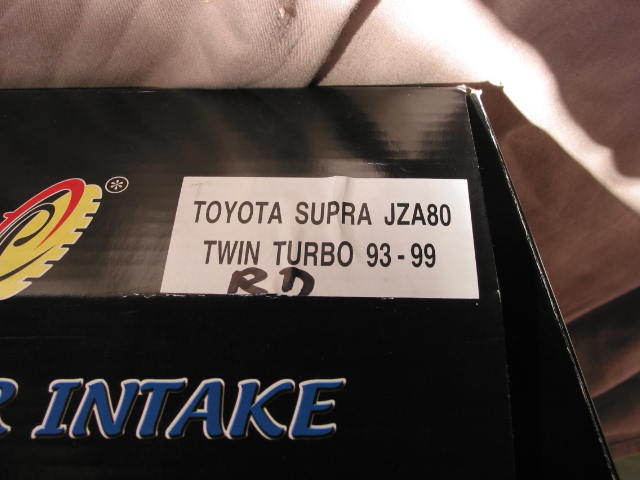 TOYOTA SUPRA JZA80
TWIN TURBO 93-99
RD
R INTAKE